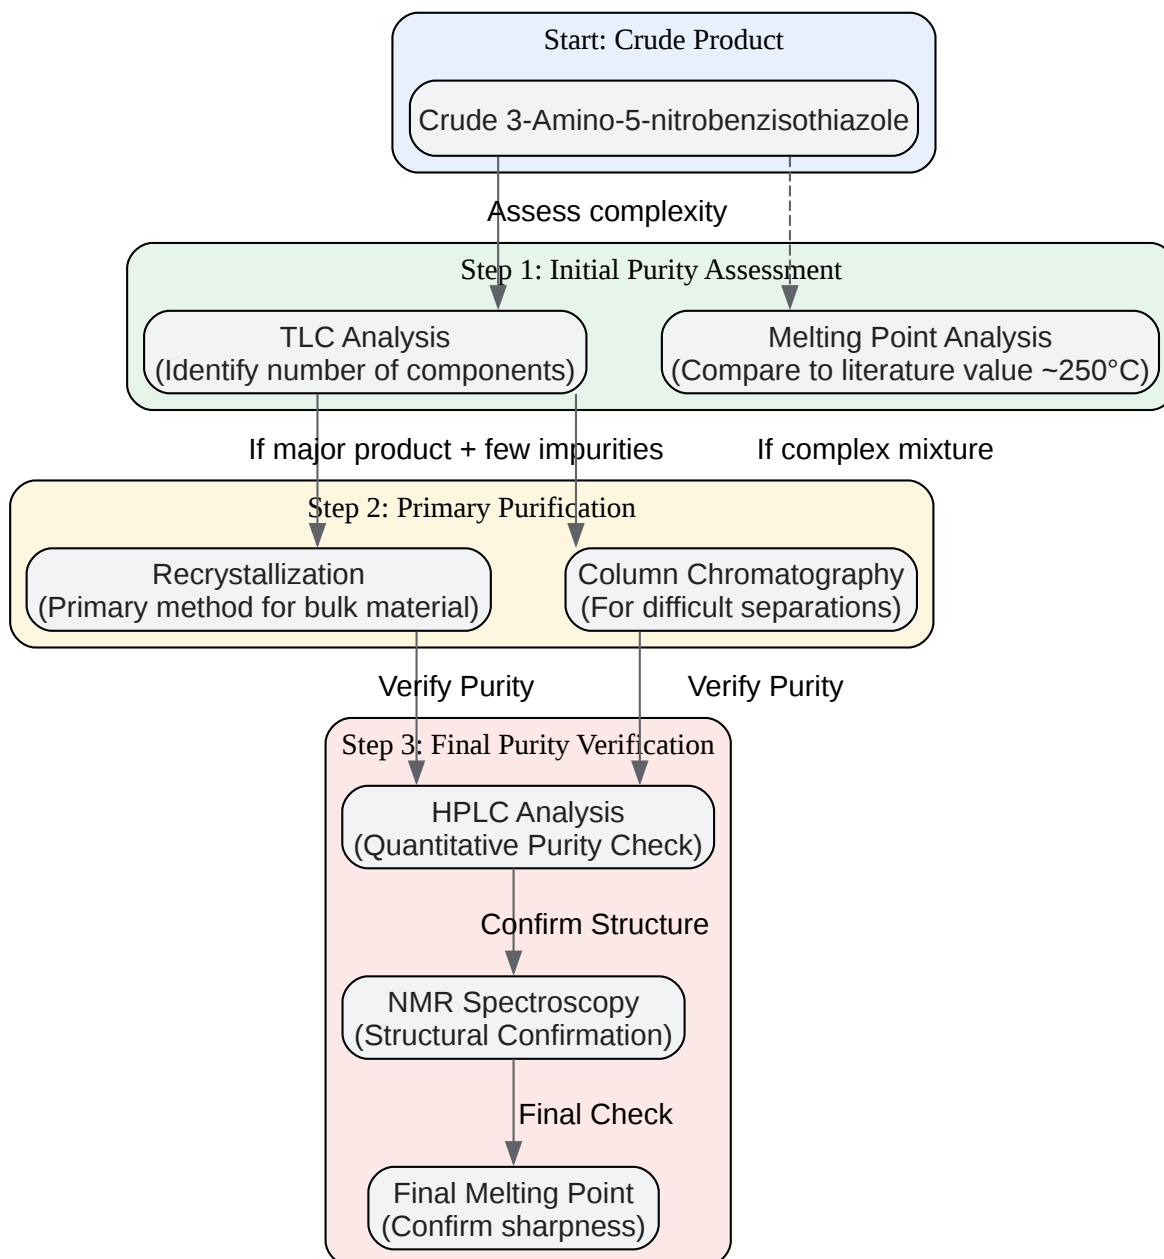 Start: Crude Product
Crude 3-Amino-5-nitrobenzisothiazole
Assess complexity
Step 1: Initial Purity Assessment
TLC Analysis
(Identify number of components)
Melting Point Analysis
(Compare to literature value ~250°C)
If major product + few impurities
If complex mixture
Step 2: Primary Purification
Recrystallization
(Primary method for bulk material)
Column Chromatography
(For difficult separations)
Verify Purity
Verify Purity
Step 3: Final Purity Verification
HPLC Analysis
(Quantitative Purity Check)
Confirm Structure
NMR Spectroscopy
(Structural Confirmation)
Final Check
Final Melting Point
(Confirm sharpness)